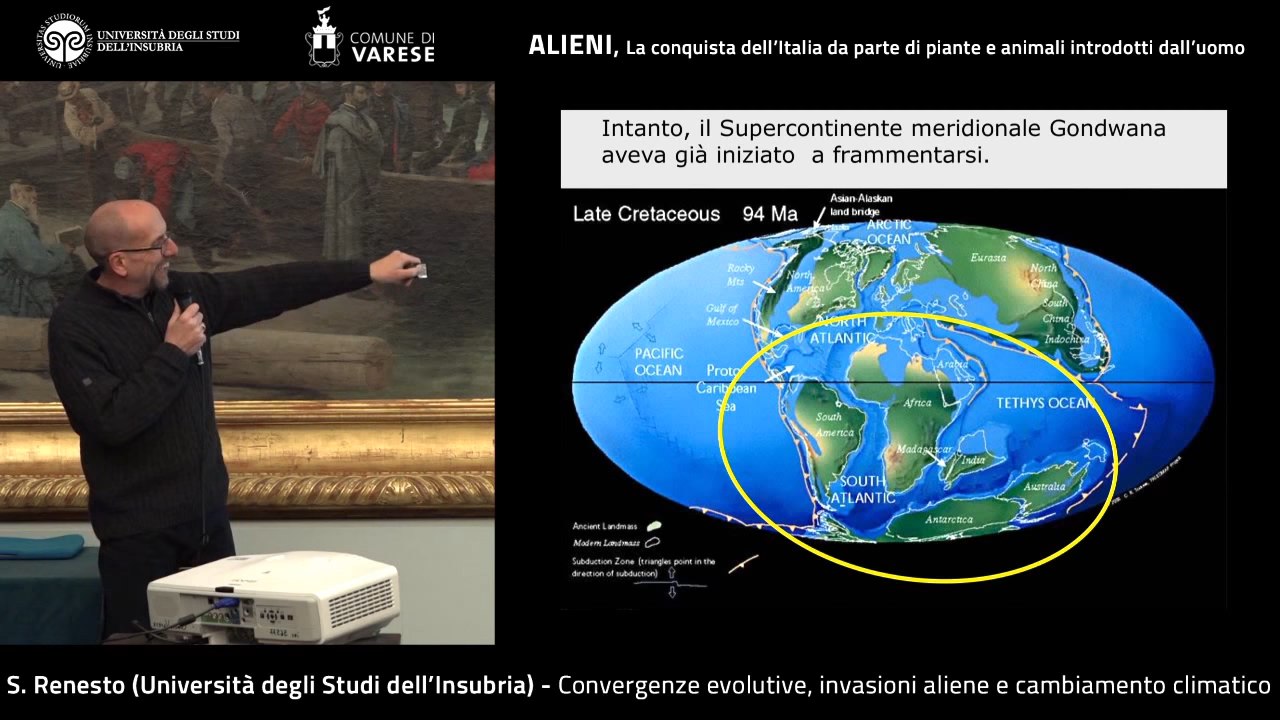 UNIVERSITÀ DEGLI STUDI
DELL'INSUBRIA
COMUNE DI
VARESE
ALIENI, La conquista dell'Italia da parte di piante e animali introdotti dall'uomo
Intanto, il Supercontinente meridionale Gondwana
aveva già iniziato a frammentarsi.
Late Cretaceous 94 Ma
Asian-Alaskan
land bridge
ARCTIC
OCEAN
Alaska
Eurasia
Rocky
Mts
North
America
North
China
South
China
Indochina
Gulf of
Mexico
NORTH
ATLANTIC
PACIFIC
OCEAN
Proto
Caribbean
Sea
Arabia
Africa
TETHYS OCEAN
South
America
Madagascar
India
SOUTH
ATLANTIC
Australia
Antarctica
Ancient Landmass
Modern Landmass
Subduction Zone (triangles point in the
direction of subduction)
S. Renesto (Università degli Studi dell'Insubria) - Convergenze evolutive, invasioni aliene e cambiamento climatico